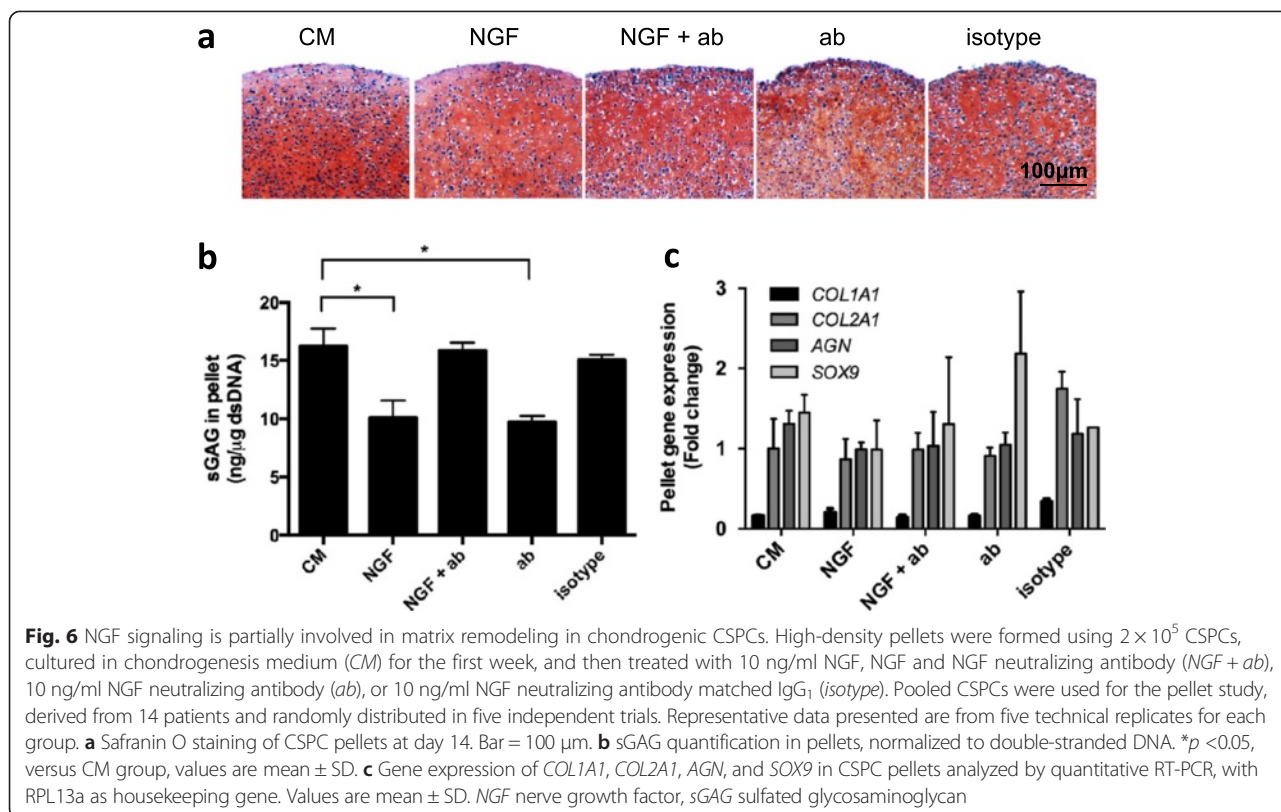 a
CM NGF NGF + ab ab isotype
100μm
b
*
*
20
15
10
5
0
sGAG in pellet
(ng/μg dsDNA)
CM NGF NGF + ab ab isotype
c
3
2
1
0
Pellet gene expression
(Fold change)
COL1A1
COL2A1
AGN
SOX9
CM NGF NGF + ab ab isotype
Fig. 6 NGF signaling is partially involved in matrix remodeling in chondrogenic CSPCs. High-density pellets were formed using 2 × 10⁵ CSPCs,
cultured in chondrogenesis medium (CM) for the first week, and then treated with 10 ng/ml NGF, NGF and NGF neutralizing antibody (NGF + ab),
10 ng/ml NGF neutralizing antibody (ab), or 10 ng/ml NGF neutralizing antibody matched IgG₁ (isotype). Pooled CSPCs were used for the pellet study,
derived from 14 patients and randomly distributed in five independent trials. Representative data presented are from five technical replicates for each
group. a Safranin O staining of CSPC pellets at day 14. Bar = 100 μm. b sGAG quantification in pellets, normalized to double-stranded DNA. *p <0.05,
versus CM group, values are mean ± SD. c Gene expression of COL1A1, COL2A1, AGN, and SOX9 in CSPC pellets analyzed by quantitative RT-PCR, with
RPL13a as housekeeping gene. Values are mean ± SD. NGF nerve growth factor, sGAG sulfated glycosaminoglycan